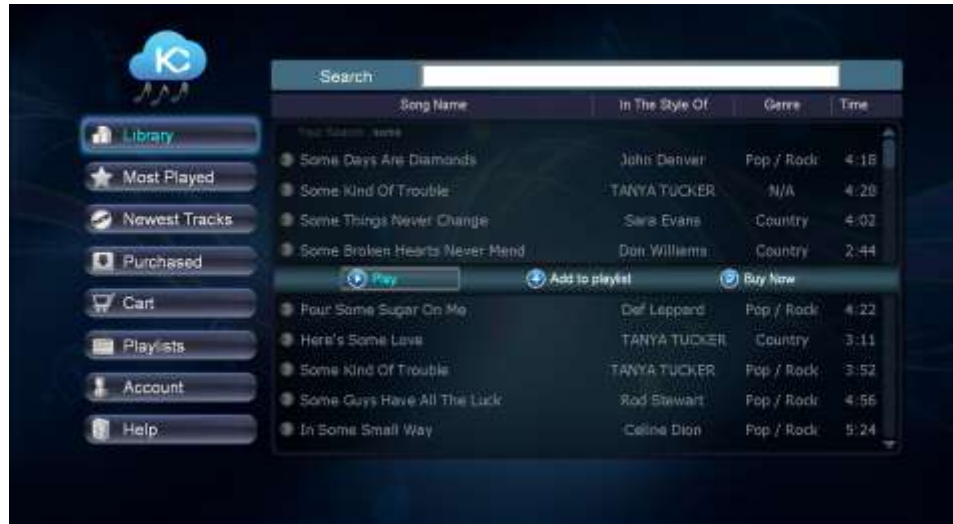 KC
Search
Song Name In The Style Of Genre Time
Library
Your Search : some
Some Days Are Diamonds John Denver Pop / Rock 4:18
Most Played
Some Kind Of Trouble TANYA TUCKER N/A 4:28
Newest Tracks
Some Things Never Change Sara Evans Country 4:02
Some Broken Hearts Never Mend Don Williams Country 2:44
Purchased
Play Add to playlist Buy Now
Cart
Pour Some Sugar On Me Def Leppard Pop / Rock 4:22
Playlists
Here's Some Love TANYA TUCKER Country 3:11
Some Kind Of Trouble TANYA TUCKER Pop / Rock 3:52
Account
Some Guys Have All The Luck Rod Stewart Pop / Rock 4:56
Help
In Some Small Way Celine Dion Pop / Rock 5:24